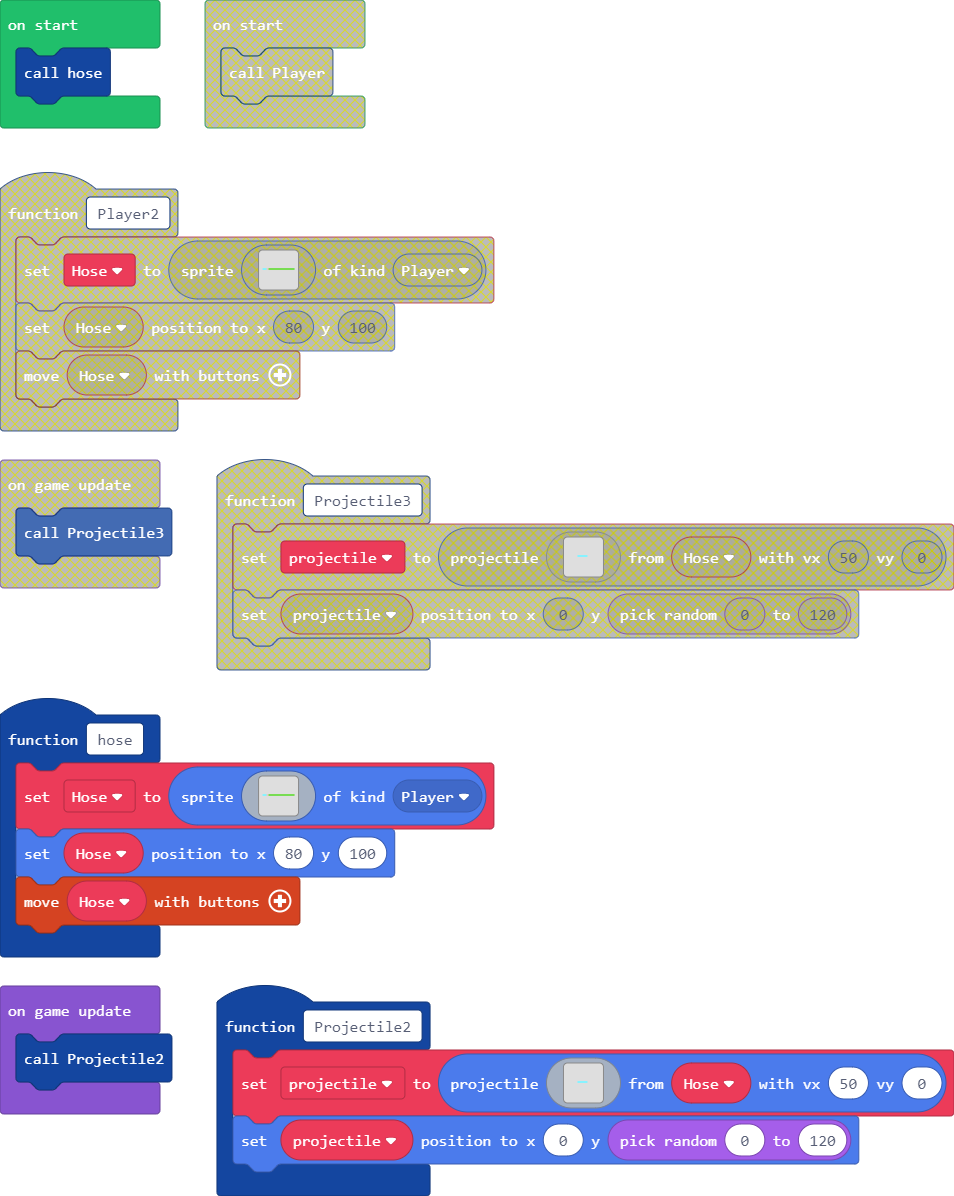 on start
call hose
on start
call Player
function Player2
set Hose to sprite of kind Player
set Hose position to x 80 y 100
move Hose with buttons
on game update
call Projectile3
function Projectile3
set projectile to projectile from Hose with vx 50 vy 0
set projectile position to x 0 y pick random 0 to 120
function hose
set Hose to sprite of kind Player
set Hose position to x 80 y 100
move Hose with buttons
on game update
call Projectile2
function Projectile2
set projectile to projectile from Hose with vx 50 vy 0
set projectile position to x 0 y pick random 0 to 120